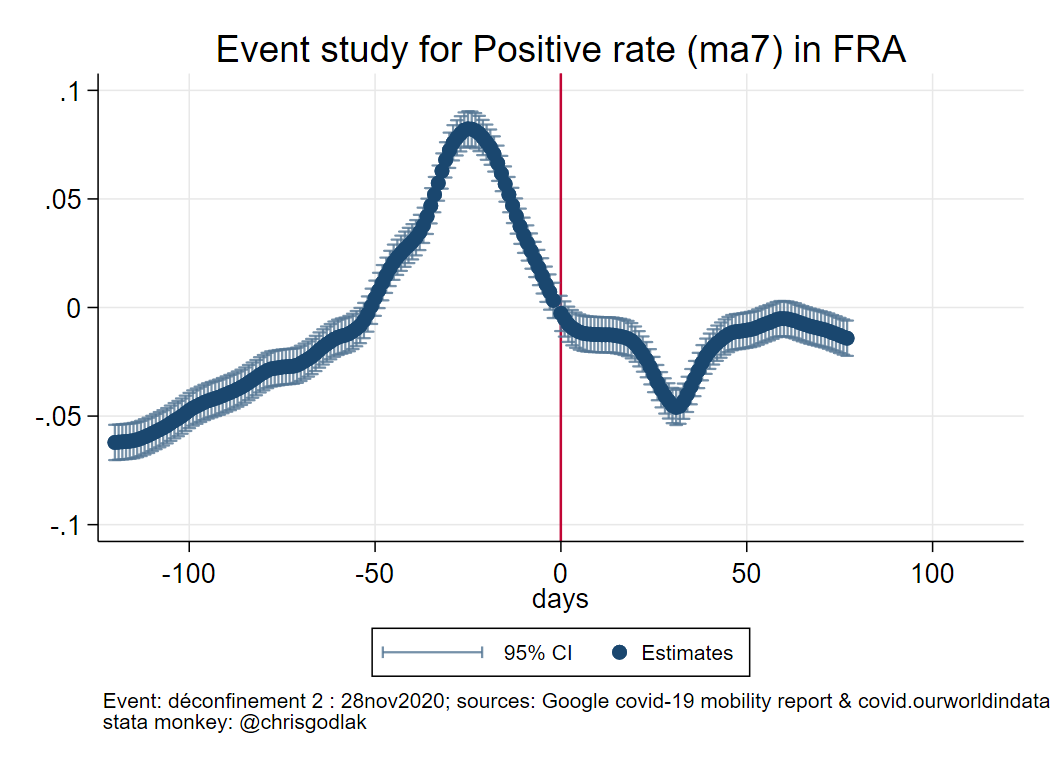 Event study for Positive rate (ma7) in FRA
.1
.05
0
-.05
-.1
-100 -50 0 50 100
days
95% CI Estimates
Event: déconfinement 2 : 28nov2020; sources: Google covid-19 mobility report & covid.ourworldindata
stata monkey: @chrisgodlak